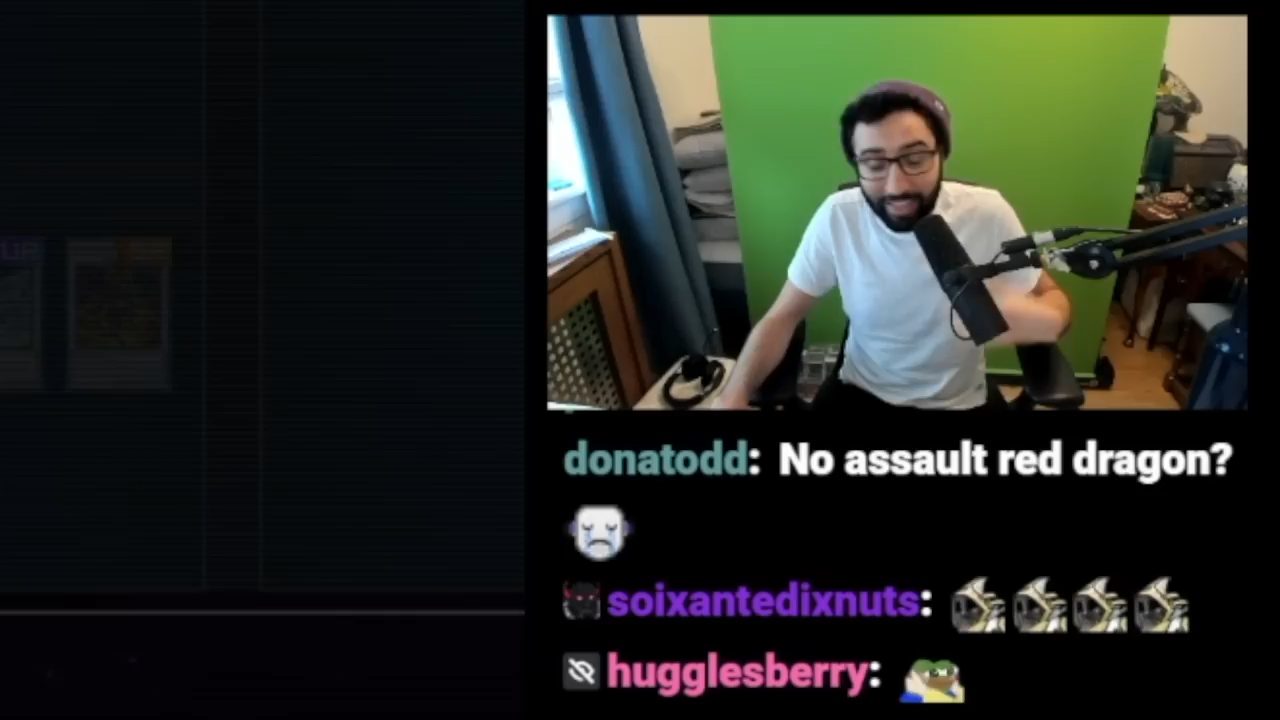 donatodd: No assault red dragon?
soixantedixnuts:
hugglesberry: